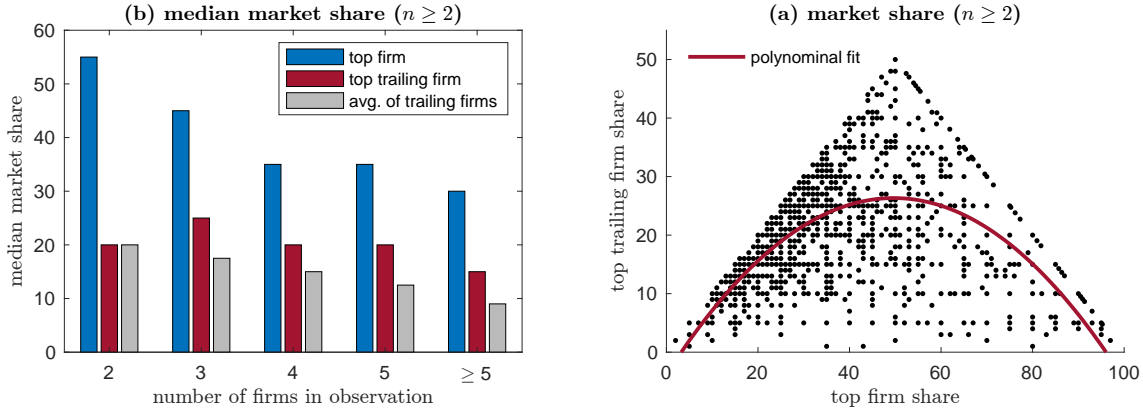 (b) median market share (n ≥ 2)
60
50
40
30
20
10
0
median market share
top firm
top trailing firm
avg. of trailing firms
2 3 4 5 ≥ 5
number of firms in observation
(a) market share (n ≥ 2)
50
40
30
20
10
0
top trailing firm share
polynominal fit
0 20 40 60 80 100
top firm share